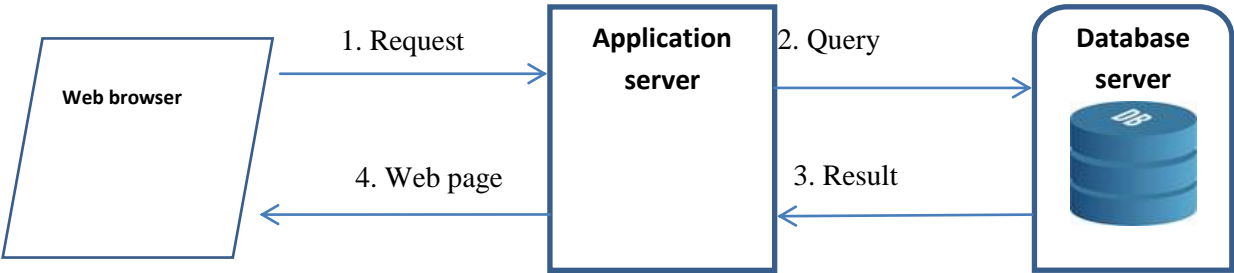 Web browser
1. Request
4. Web page
Application
server
2. Query
3. Result
Database
server
DB